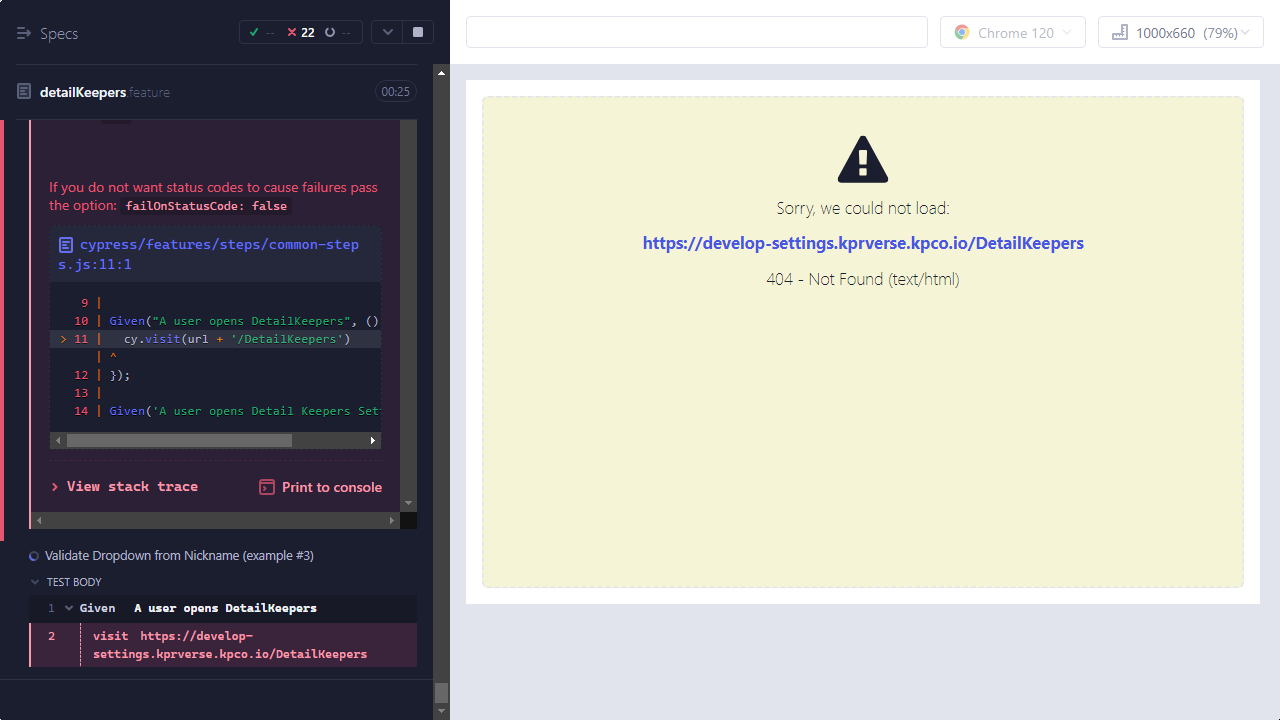 Specs
-- 22 --
detailKeepers.feature 00:25
If you do not want status codes to cause failures pass
the option: failOnStatusCode: false
cypress/features/steps/common-step
s.js:11:1
9 |
10 | Given("A user opens DetailKeepers", ()
> 11 | cy.visit(url + '/DetailKeepers')
| ^
12 | });
13 |
14 | Given('A user opens Detail Keepers Set
> View stack trace
Print to console
Validate Dropdown from Nickname (example #3)
TEST BODY
1 Given A user opens DetailKeepers
2 visit https://develop-
settings.kprverse.kpco.io/DetailKeepers
Chrome 120
1000x660 (79%)
Sorry, we could not load:
https://develop-settings.kprverse.kpco.io/DetailKeepers
404 - Not Found (text/html)